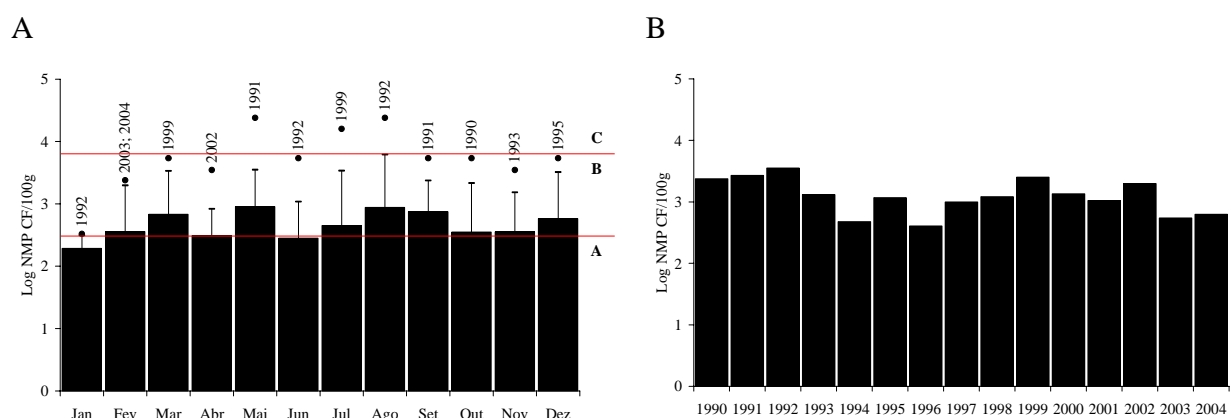 A
B
Log NMP CF/100g
5
4
3
2
1
0
1992
2003; 2004
1999
2002
1991
1992
1999
1992
1991
1990
1993
1995
C
B
A
Jan Fev Mar Abr Mai Jun Jul Ago Set Out Nov Dez
Log NMP CF/100g
5
4
3
2
1
0
1990 1991 1992 1993 1994 1995 1996 1997 1998 1999 2000 2001 2002 2003 2004